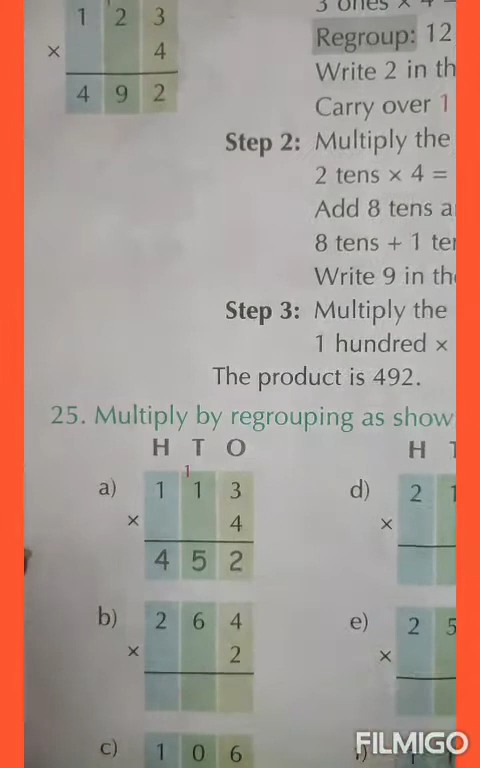 3 ones × 4 =
1 2 3
× 4
4 9 2
Regroup: 12
Write 2 in th
Carry over 1
Step 2: Multiply the
2 tens × 4 =
Add 8 tens a
8 tens + 1 te
Write 9 in th
Step 3: Multiply the
1 hundred ×
The product is 492.
25. Multiply by regrouping as show
H T O
1
a) 1 1 3
× 4
4 5 2
b) 2 6 4
× 2
c) 1 0 6
H T
d) 2 1
×
e) 2 5
×
FILMIGO